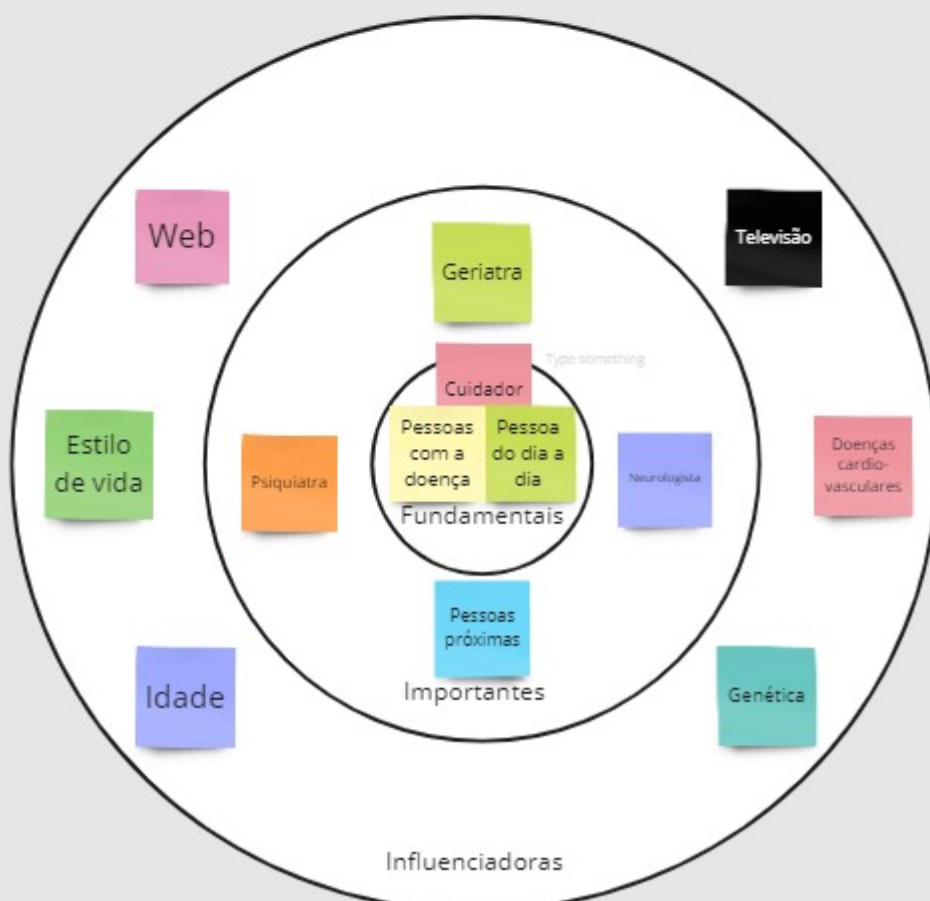 Web
Televisão
Geriatra
Type something
Cuidador
Pessoas
com a
doença
Pessoa
do dia a
dia
Estilo
de vida
Psiquiatra
Neurologista
Doenças
cardio-
vasculares
Fundamentais
Pessoas
próximas
Importantes
Idade
Genética
Influenciadoras